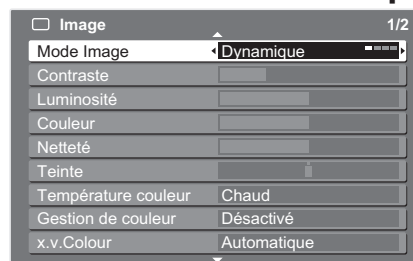 Image 1/2
Mode Image Dynamique
Contraste
Luminosité
Couleur
Netteté
Teinte
Température couleur Chaud
Gestion de couleur Désactivé
x.v.Colour Automatique